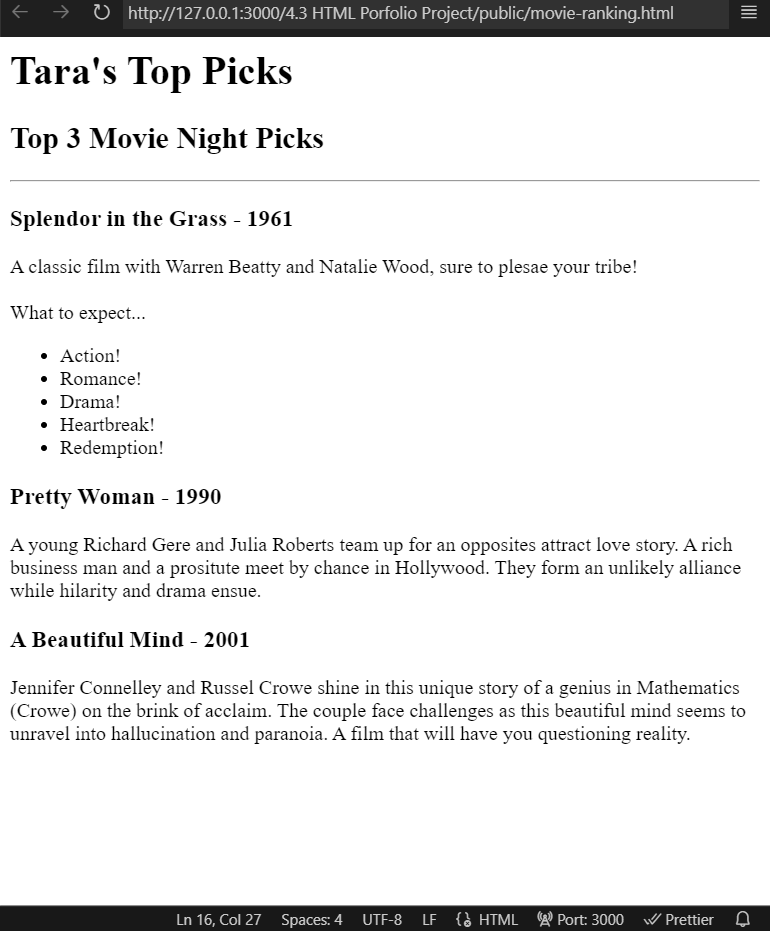 http://127.0.0.1:3000/4.3 HTML Porfolio Project/public/movie-ranking.html
Tara's Top Picks
Top 3 Movie Night Picks
Splendor in the Grass - 1961
A classic film with Warren Beatty and Natalie Wood, sure to plesae your tribe!
What to expect...
• Action!
• Romance!
• Drama!
• Heartbreak!
• Redemption!
Pretty Woman - 1990
A young Richard Gere and Julia Roberts team up for an opposites attract love story. A rich
business man and a prositute meet by chance in Hollywood. They form an unlikely alliance
while hilarity and drama ensue.
A Beautiful Mind - 2001
Jennifer Connelley and Russel Crowe shine in this unique story of a genius in Mathematics
(Crowe) on the brink of acclaim. The couple face challenges as this beautiful mind seems to
unravel into hallucination and paranoia. A film that will have you questioning reality.
Ln 16, Col 27 Spaces: 4 UTF-8 LF HTML Port: 3000 Prettier